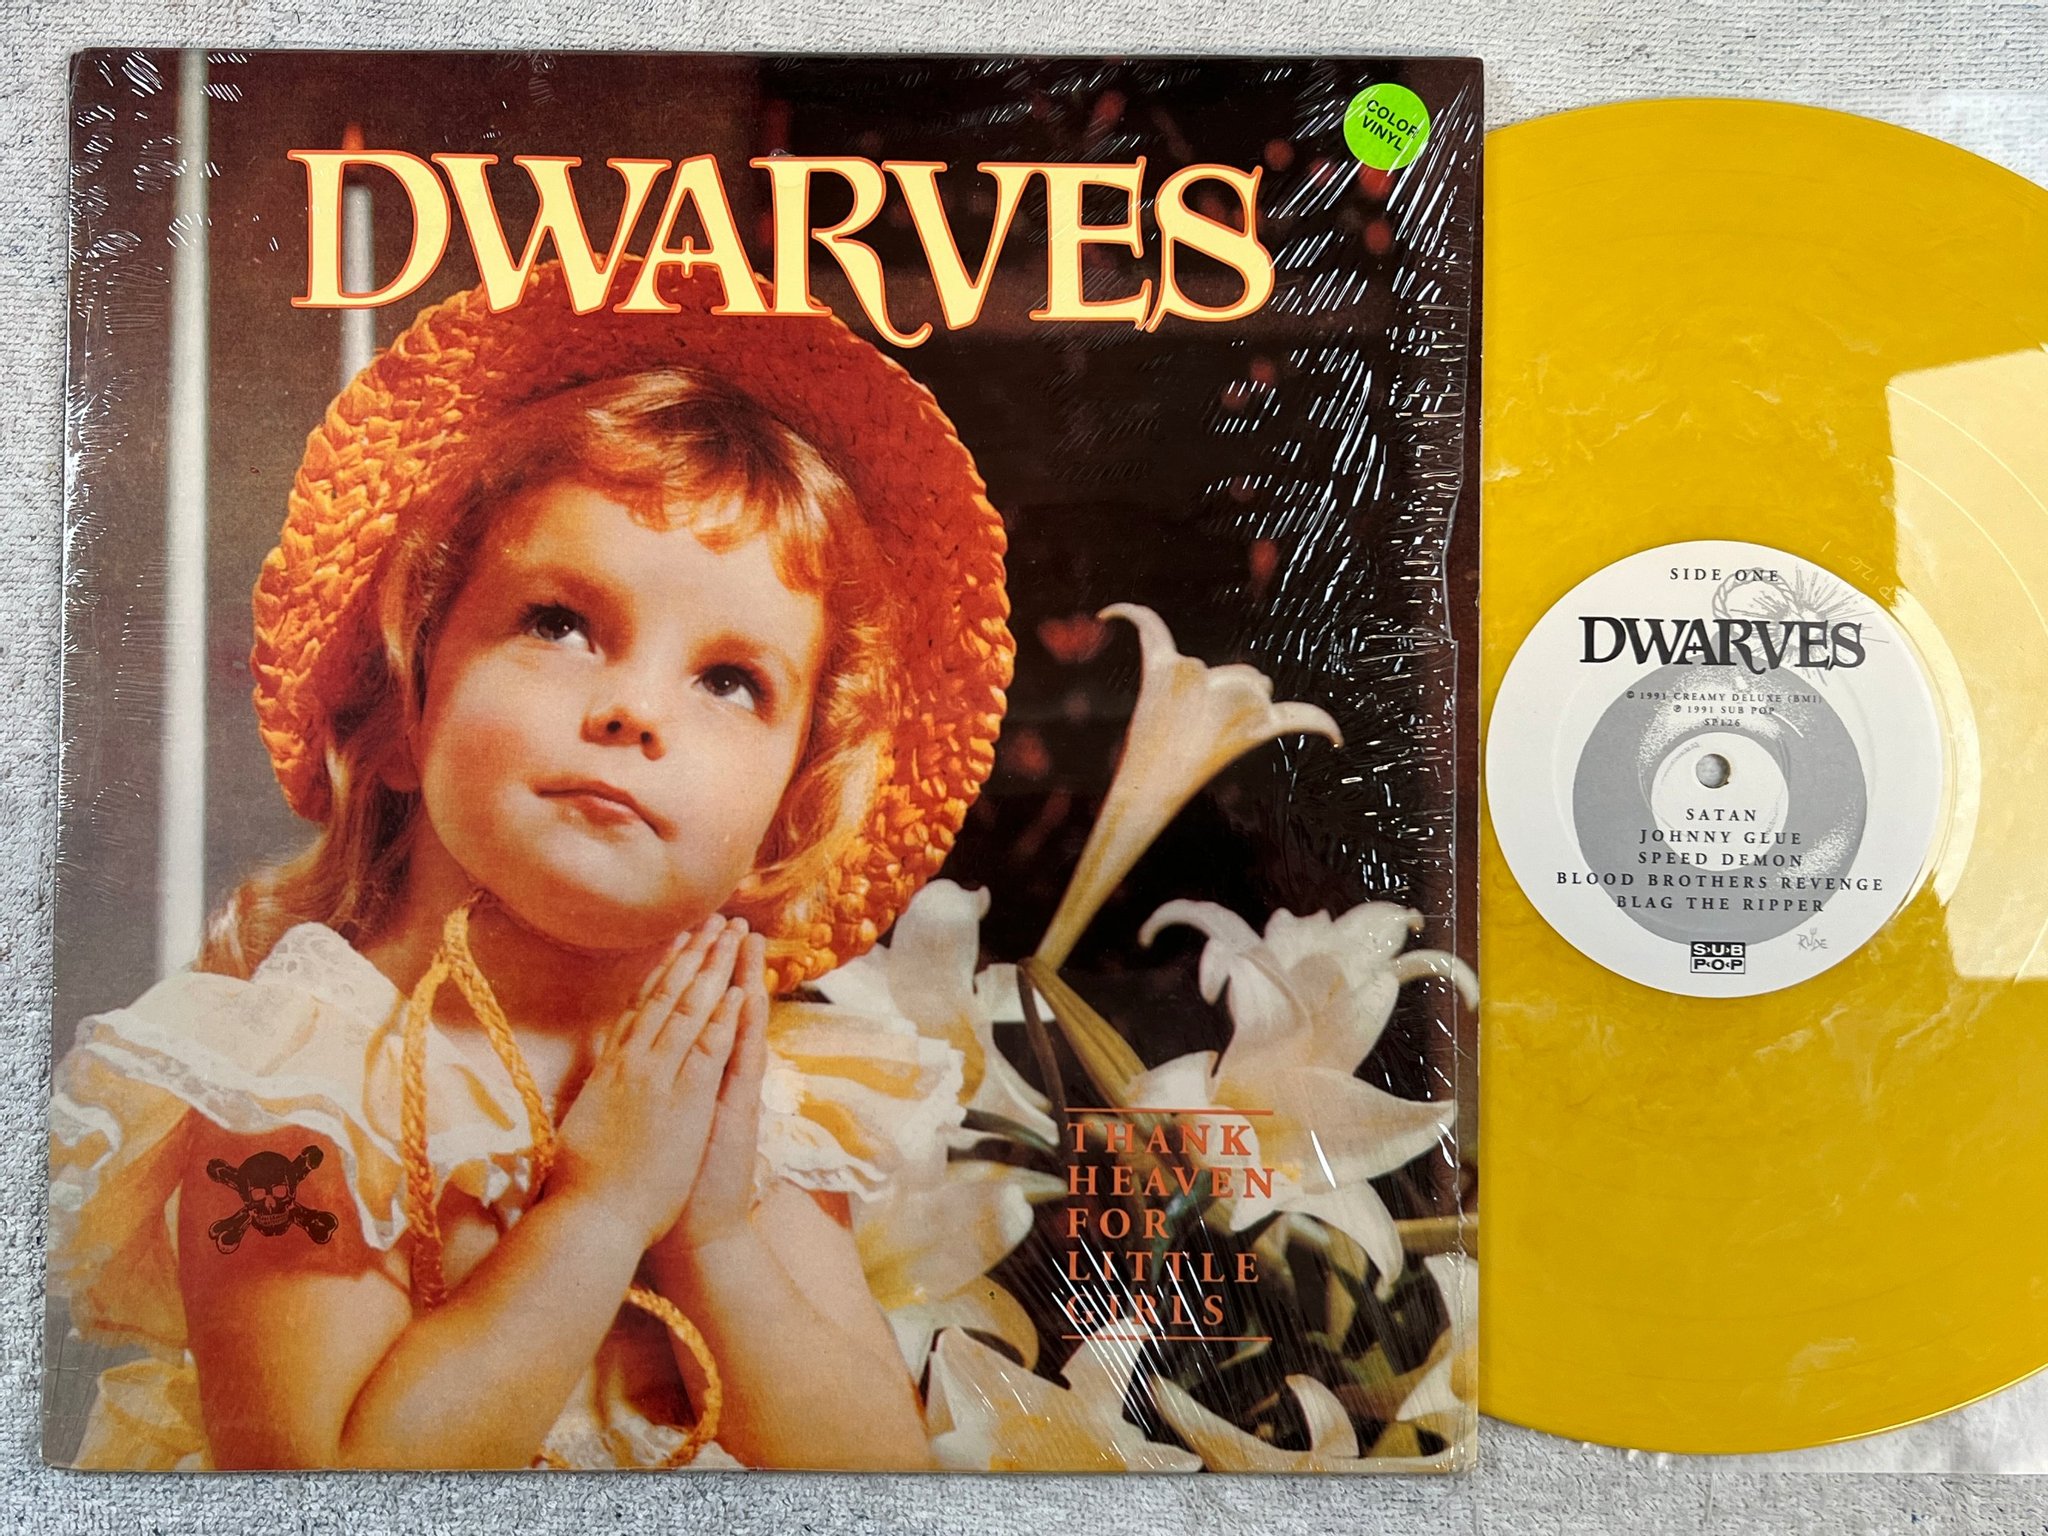 DWARVES
COLOR
VINYL
THANK
HEAVEN
FOR
LITTLE
GIRLS
SIDE ONE
DWARVES
© 1991 CREAMY DELUXE (BMI)
℗ 1991 SUB POP
SP126
SATAN
JOHNNY GLUE
SPEED DEMON
BLOOD BROTHERS REVENGE
BLAG THE RIPPER
SUB
POP
RUDE